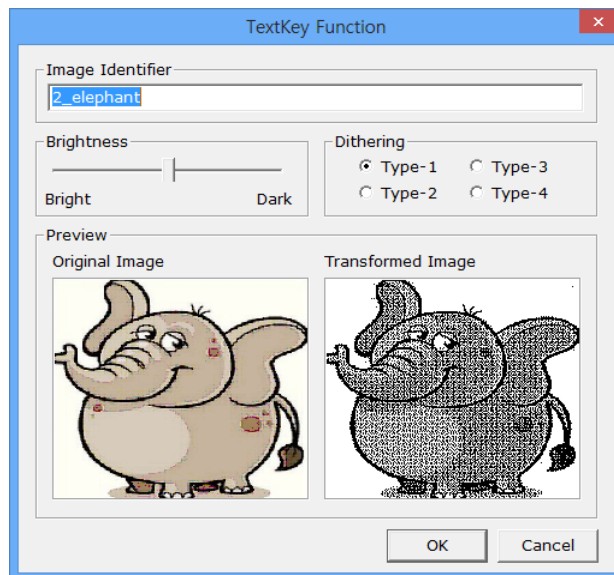 TextKey Function
Image Identifier
2_elephant
Brightness
Bright
Dark
Dithering
Type-1
Type-3
Type-2
Type-4
Preview
Original Image
Transformed Image
OK
Cancel